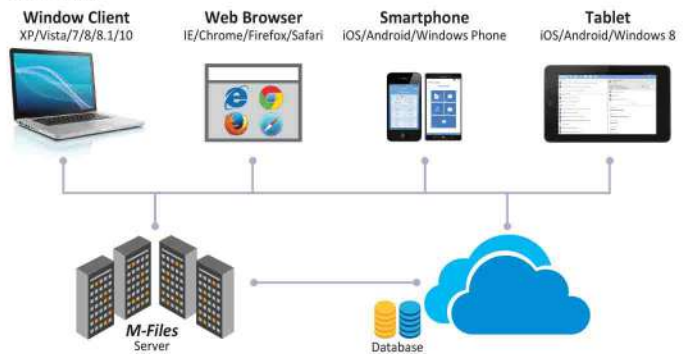 Window Client
XP/Vista/7/8/8.1/10
Web Browser
IE/Chrome/Firefox/Safari
Smartphone
iOS/Android/Windows Phone
Tablet
iOS/Android/Windows 8
M-Files
Server
Database